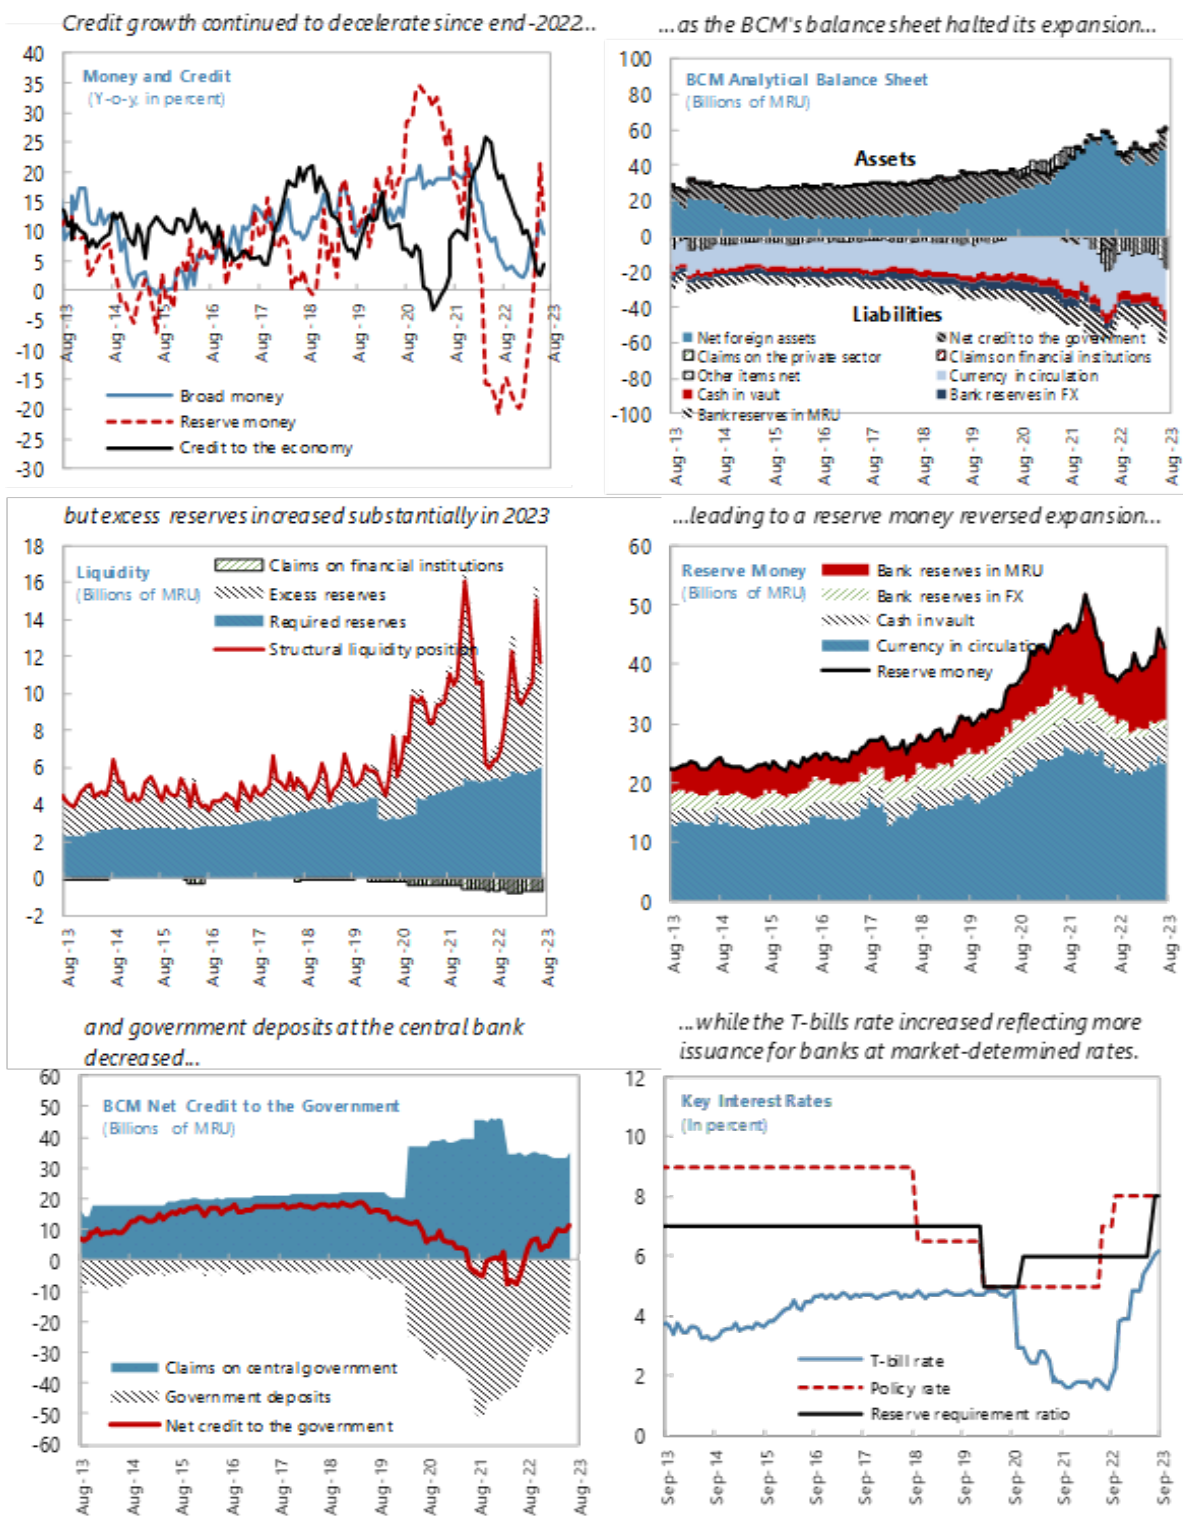 Credit growth continued to decelerate since end-2022...
40
35
30
25
20
15
10
5
0
-5
-10
-15
-20
-25
-30
Money and Credit
(Y-o-y, in percent)
Aug-13
Aug-14
Aug-15
Aug-16
Aug-17
Aug-18
Aug-19
Aug-20
Aug-21
Aug-22
Aug-23
Broad money
Reserve money
Credit to the economy
...as the BCM's balance sheet halted its expansion...
100
80
60
40
20
0
-20
-40
-60
-80
-100
BCM Analytical Balance Sheet
(Billions of MRU)
Assets
Liabilities
Net foreign assets
Net credit to the government
Claims on the private sector
Claims on financial institutions
Other items net
Currency in circulation
Cash in vault
Bank reserves in FX
Bank reserves in MRU
Aug-13
Aug-14
Aug-15
Aug-16
Aug-17
Aug-18
Aug-19
Aug-20
Aug-21
Aug-22
Aug-23
but excess reserves increased substantially in 2023
18
16
14
12
10
8
6
4
2
0
-2
Liquidity
(Billions of MRU)
Claims on financial institutions
Excess reserves
Required reserves
Structural liquidity position
Aug-13
Aug-14
Aug-15
Aug-16
Aug-17
Aug-18
Aug-19
Aug-20
Aug-21
Aug-22
Aug-23
...leading to a reserve money reversed expansion...
60
50
40
30
20
10
0
Reserve Money
(Billions of MRU)
Bank reserves in MRU
Bank reserves in FX
Cash in vault
Currency in circulation
Reserve money
Aug-13
Aug-14
Aug-15
Aug-16
Aug-17
Aug-18
Aug-19
Aug-20
Aug-21
Aug-22
Aug-23
and government deposits at the central bank
decreased...
60
50
40
30
20
10
0
-10
-20
-30
-40
-50
-60
BCM Net Credit to the Government
(Billions of MRU)
Claims on central government
Government deposits
Net credit to the government
Aug-13
Aug-14
Aug-15
Aug-16
Aug-17
Aug-18
Aug-19
Aug-20
Aug-21
Aug-22
Aug-23
...while the T-bills rate increased reflecting more
issuance for banks at market-determined rates.
12
10
8
6
4
2
0
Key Interest Rates
(In percent)
T-bill rate
Policy rate
Reserve requirement ratio
Sep-13
Sep-14
Sep-15
Sep-16
Sep-17
Sep-18
Sep-19
Sep-20
Sep-21
Sep-22
Sep-23